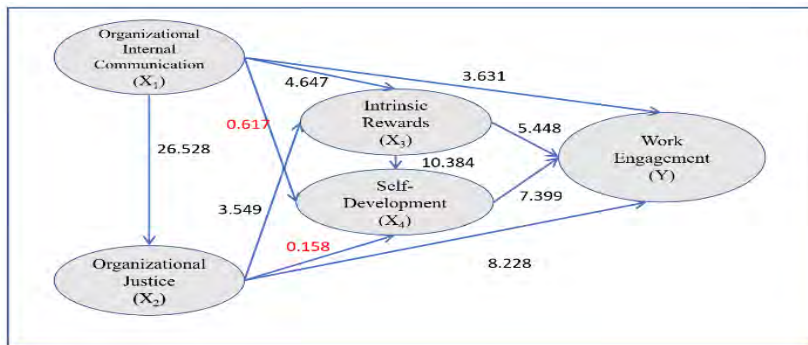 Organizational
Internal
Communication
(X₁)
4.647
3.631
Intrinsic
Rewards
(X₃)
5.448
0.617
Work
Engagement
(Y)
26.528
10.384
Self-
Development
(X₄)
7.399
3.549
0.158
8.228
Organizational
Justice
(X₂)